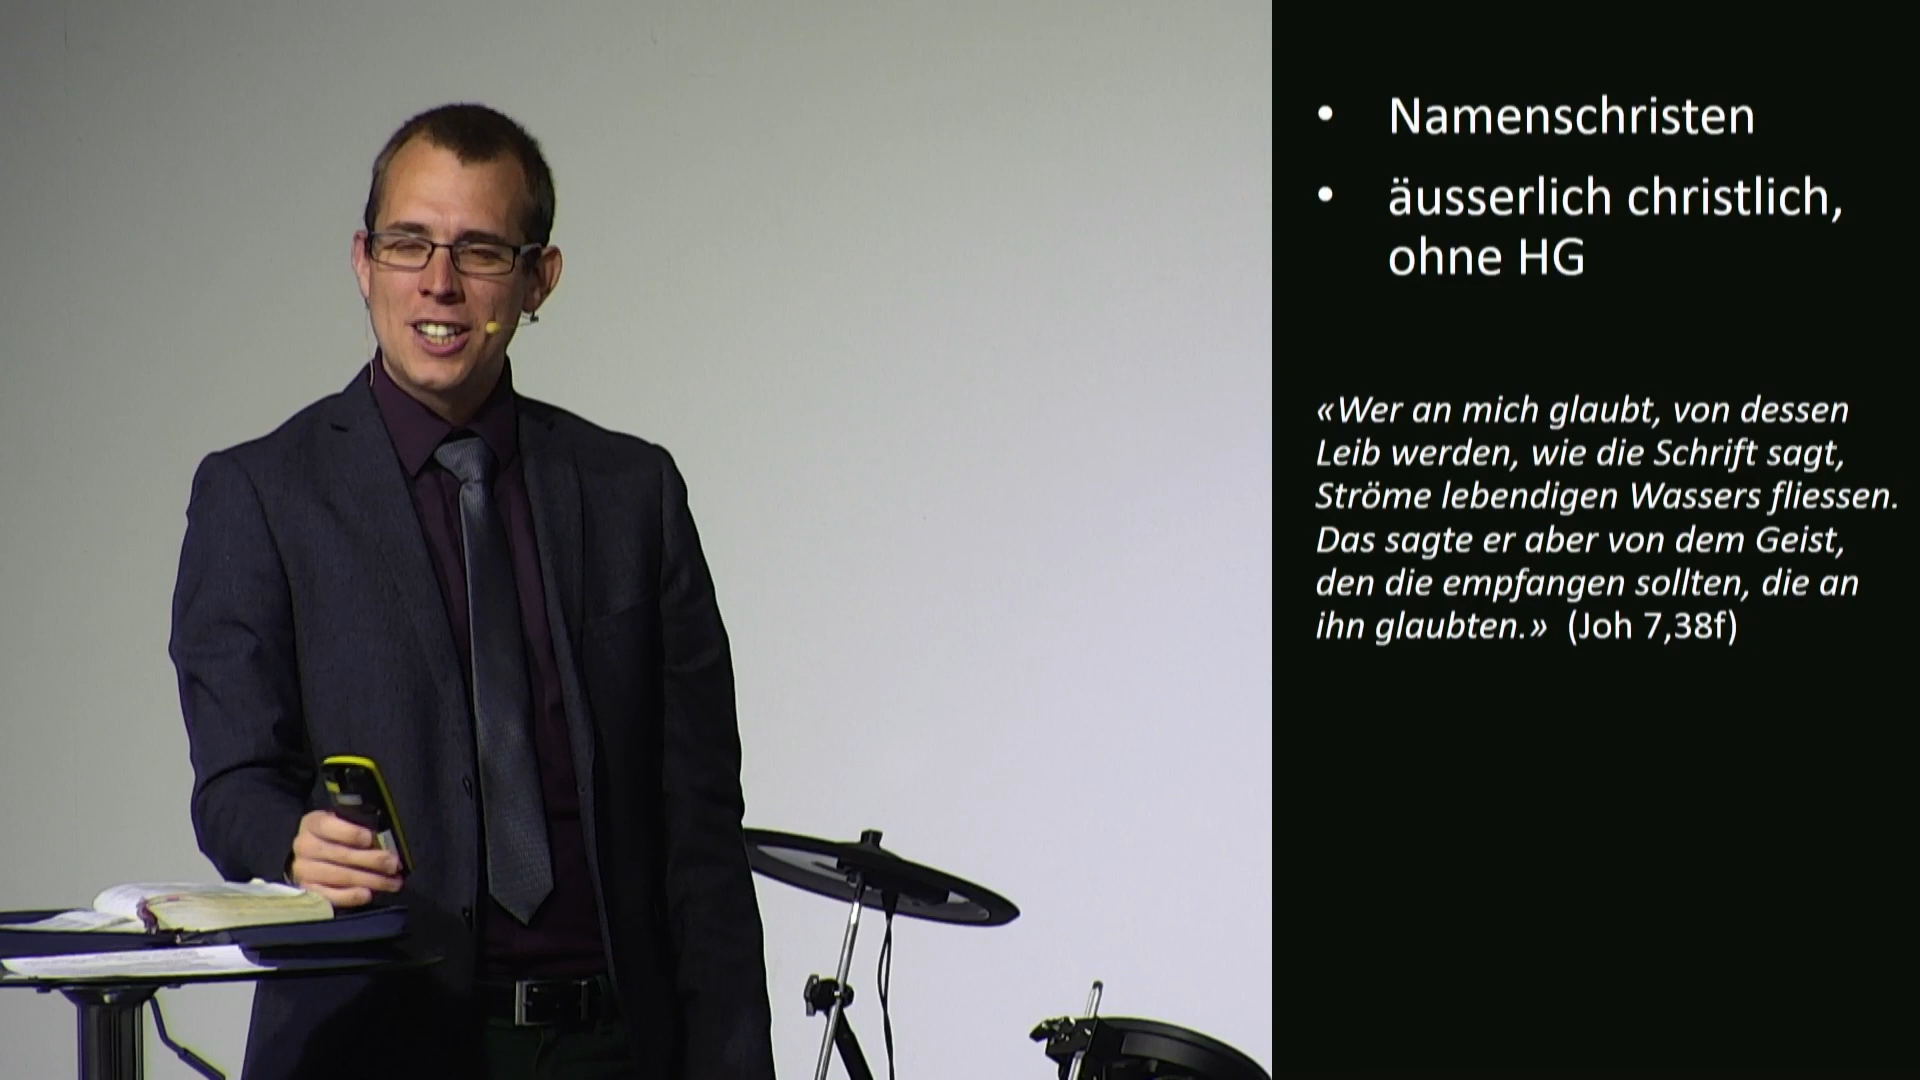 • Namenschristen
• äusserlich christlich,
ohne HG
«Wer an mich glaubt, von dessen
Leib werden, wie die Schrift sagt,
Ströme lebendigen Wassers fliessen.
Das sagte er aber von dem Geist,
den die empfangen sollten, die an
ihn glaubten.» (Joh 7,38f)